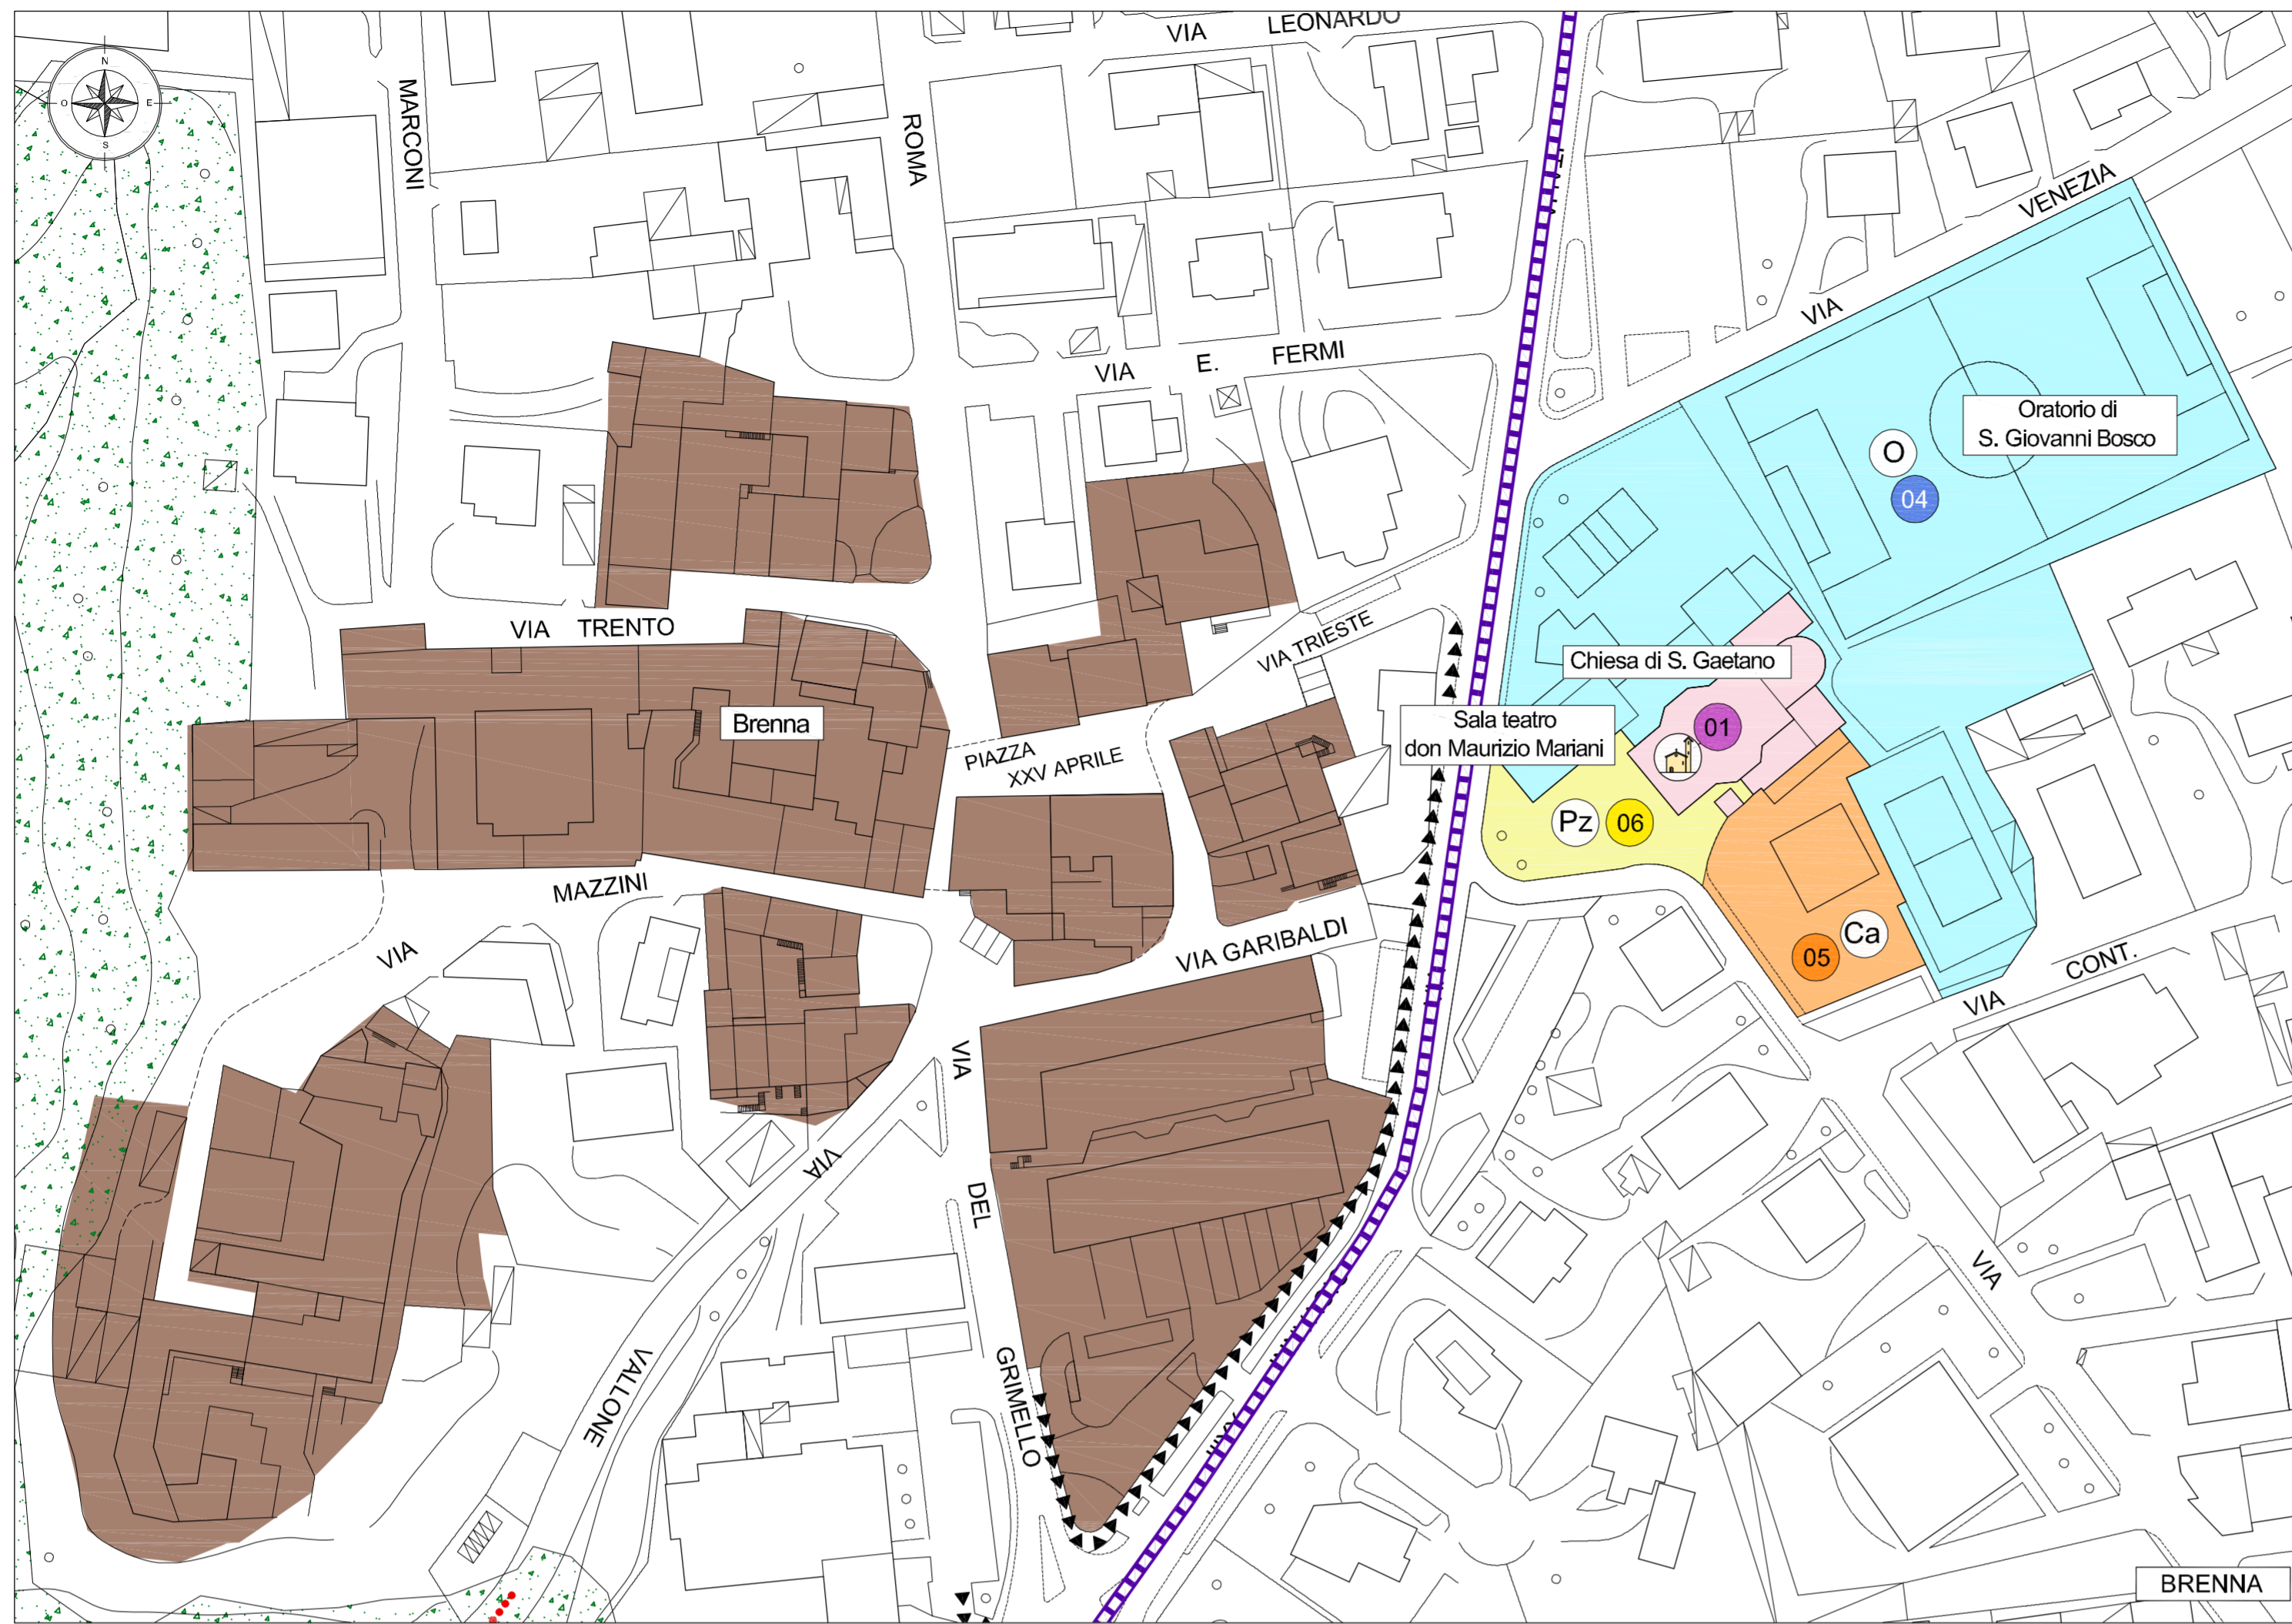 VIA LEONARDO
N
O E
S
MARCONI
ROMA
ITALIA
VIA VENEZIA
VIA E. FERMI
Oratorio di
S. Giovanni Bosco
O
04
VIA TRENTO
VIA TRIESTE
Chiesa di S. Gaetano
Brenna
01
Sala teatro
don Maurizio Mariani
PIAZZA
XXV APRILE
Pz 06
VIA MAZZINI
VIA GARIBALDI
Ca
05
VIA CONT.
VIA
VIA DEL GRIMELLO
VIA VALLONE
XXIII
BRENNA